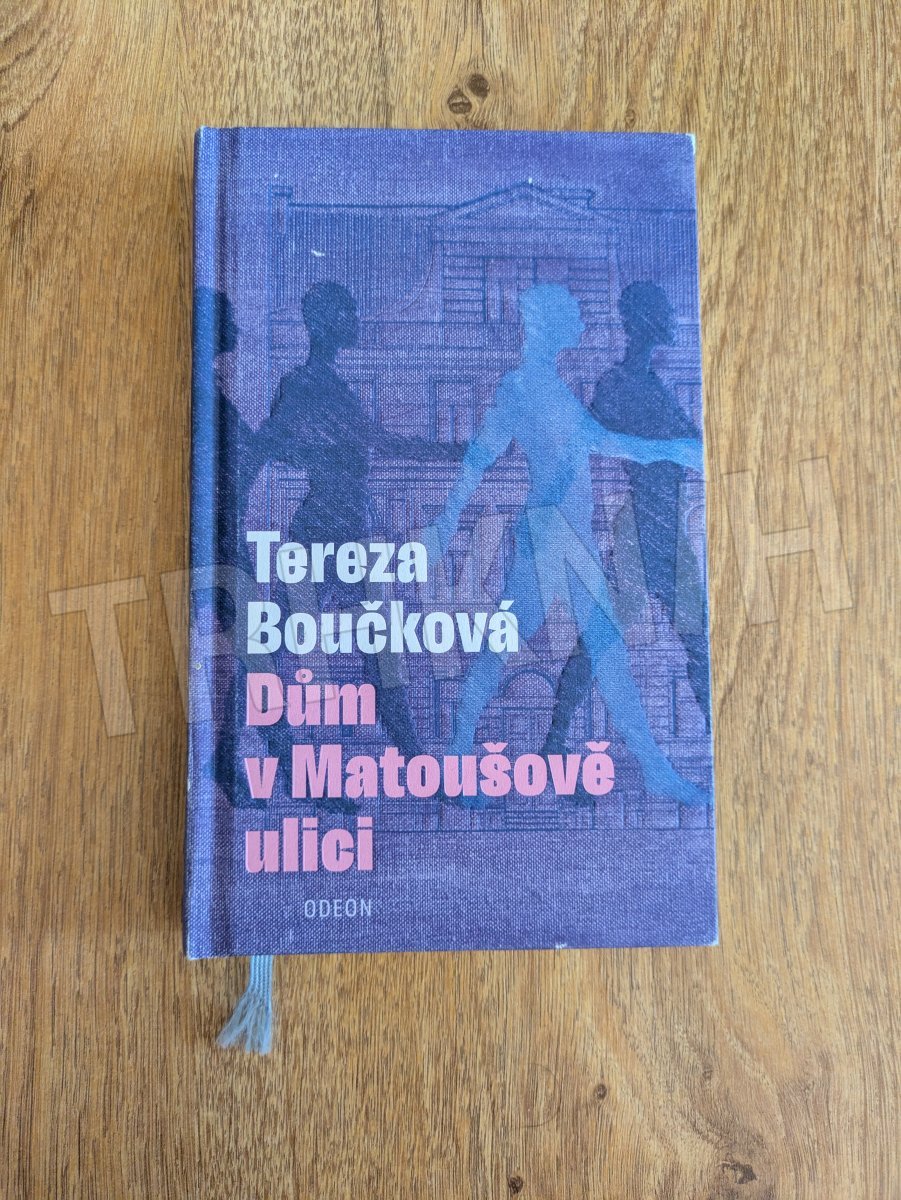 Tereza
Boučková
Dům
v Matoušově
ulici
ODEON